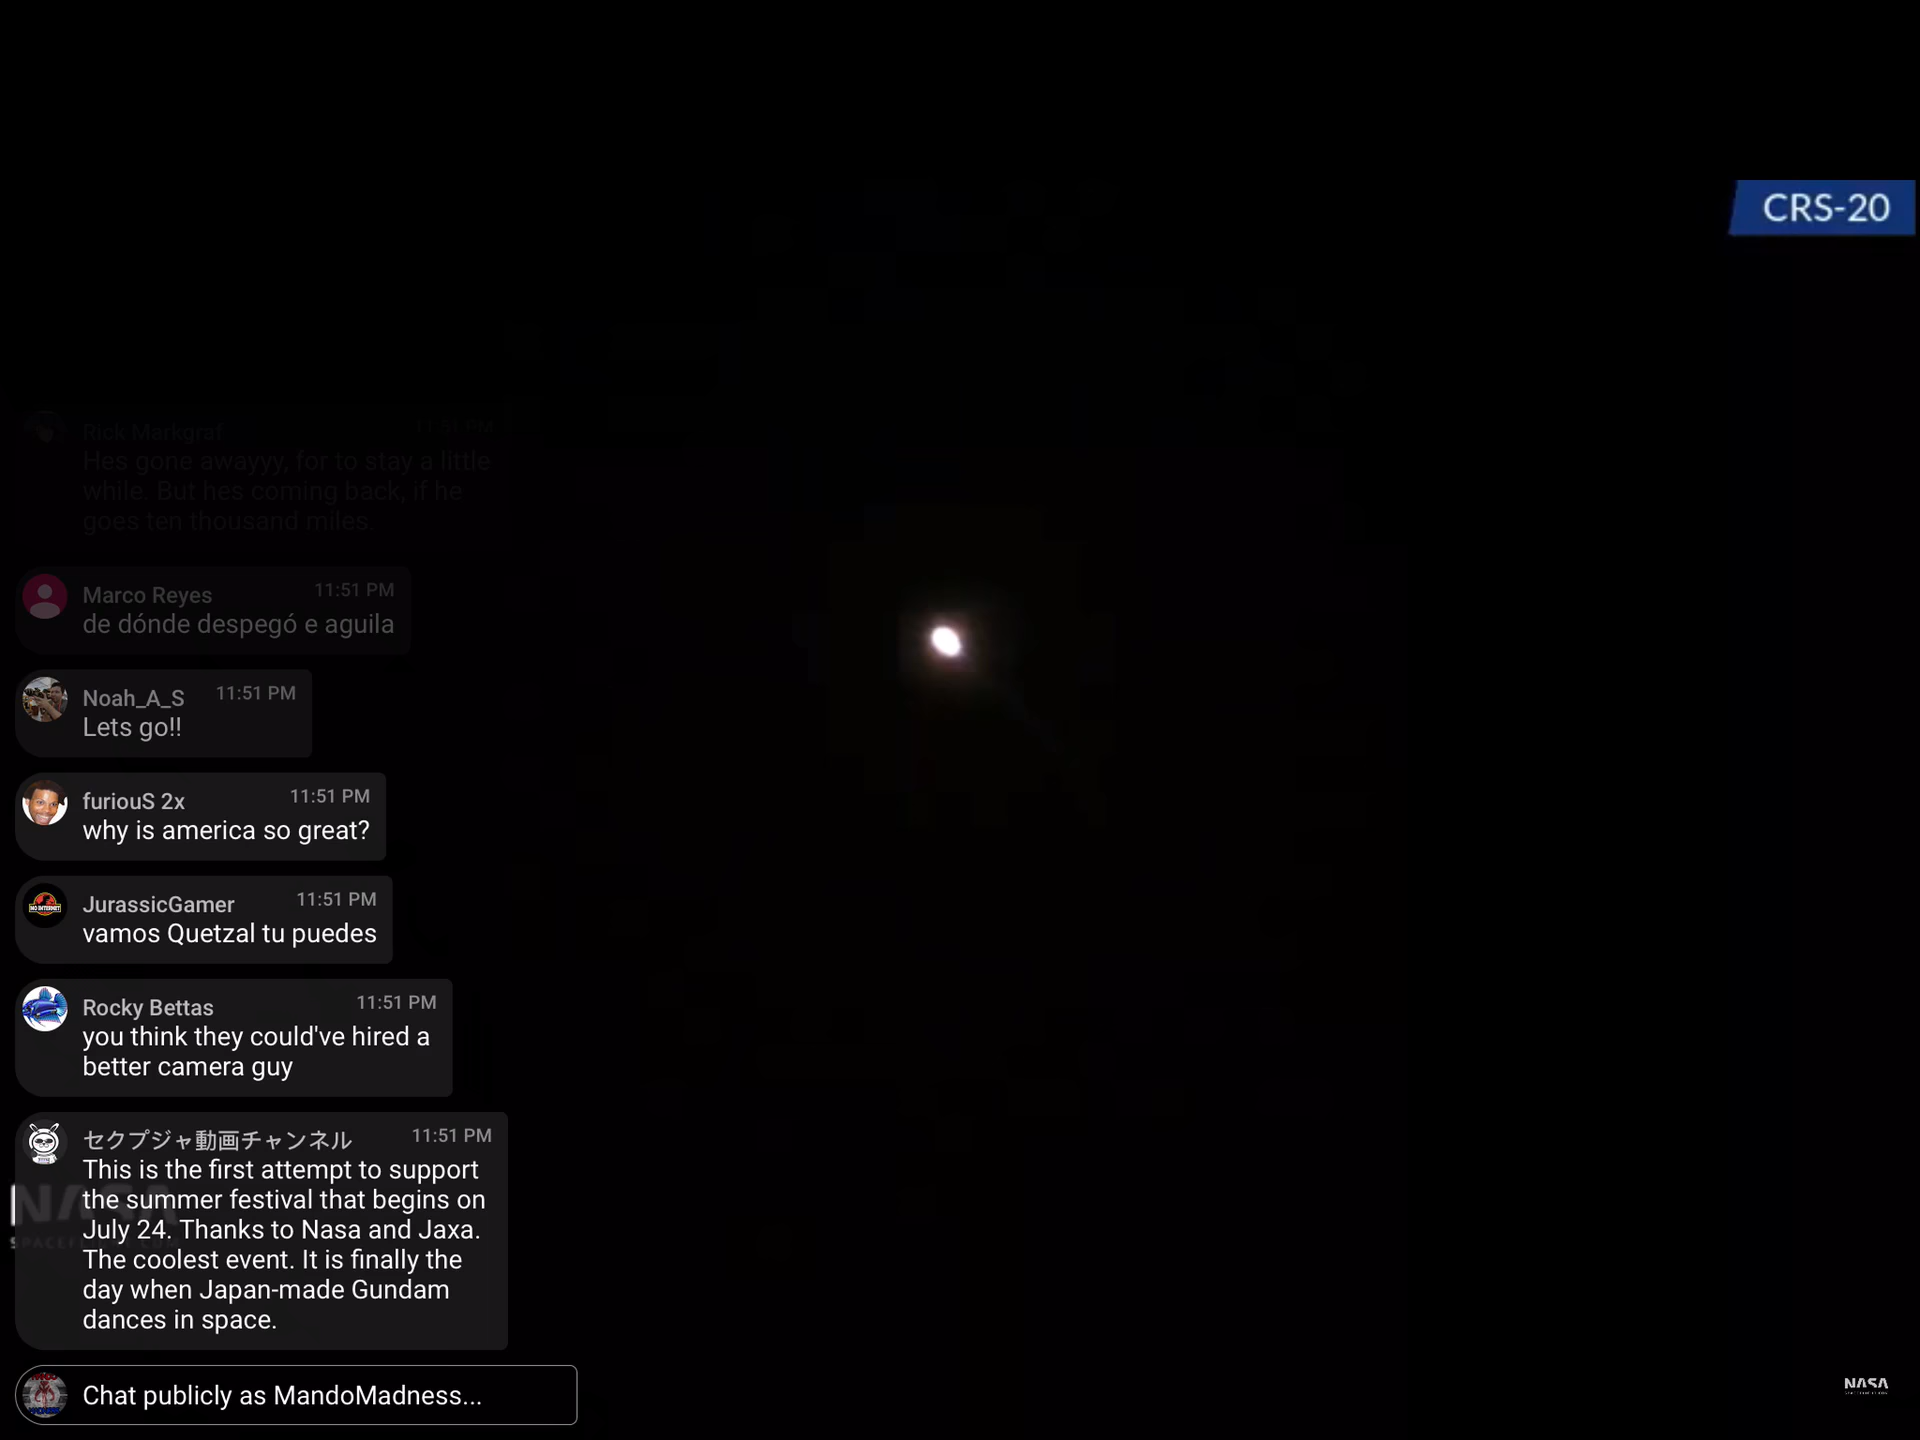 CRS-20
Rick Markgraf 11:51 PM
Hes gone awayyy, for to stay a little
while. But hes coming back, if he
goes ten thousand miles.
Marco Reyes 11:51 PM
de dónde despegó e aguila
Noah_A_S 11:51 PM
Lets go!!
furiouS 2x 11:51 PM
why is america so great?
JurassicGamer 11:51 PM
vamos Quetzal tu puedes
Rocky Bettas 11:51 PM
you think they could've hired a
better camera guy
セクプジャ動画チャンネル 11:51 PM
This is the first attempt to support
the summer festival that begins on
July 24. Thanks to Nasa and Jaxa.
The coolest event. It is finally the
day when Japan-made Gundam
dances in space.
NASA
Chat publicly as MandoMadness...
NASA